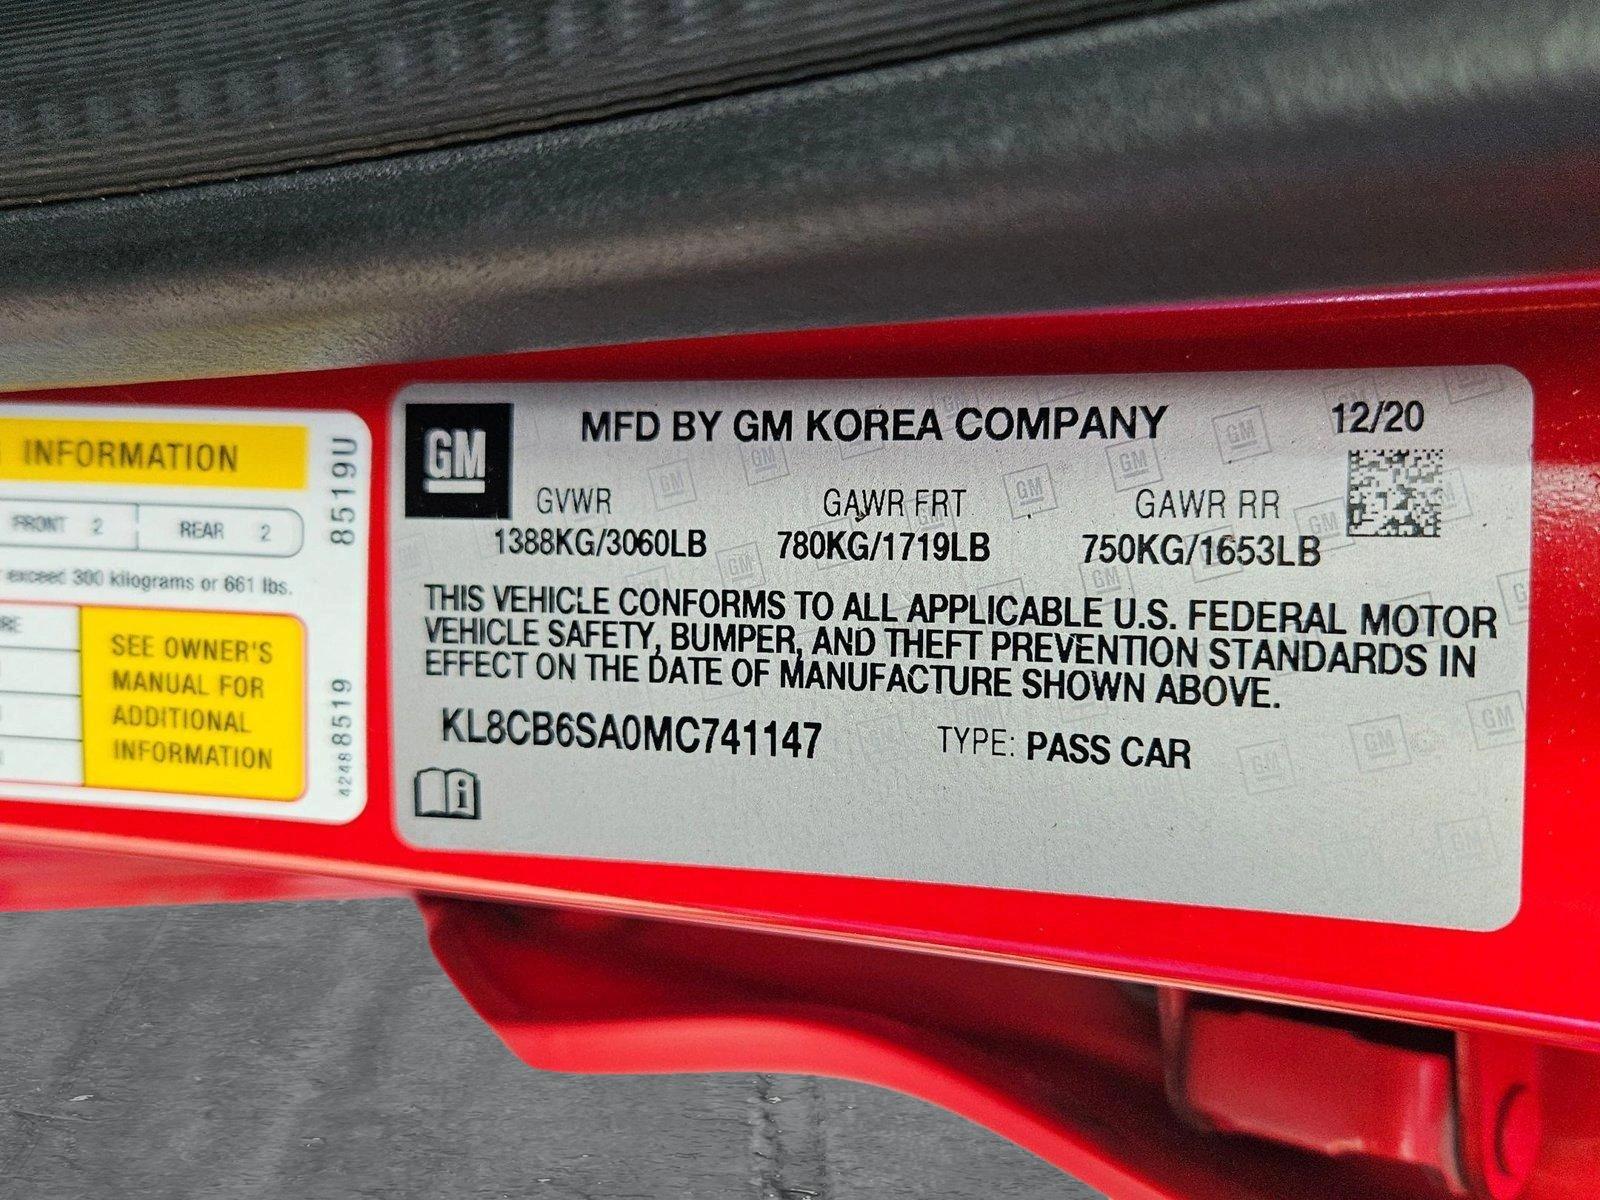 INFORMATION
FRONT 2 REAR 2
exceed 300 kilograms or 661 lbs.
SEE OWNER'S
MANUAL FOR
ADDITIONAL
INFORMATION
8519U
42488519
GM
MFD BY GM KOREA COMPANY 12/20
GVWR GAWR FRT GAWR RR
1388KG/3060LB 780KG/1719LB 750KG/1653LB
THIS VEHICLE CONFORMS TO ALL APPLICABLE U.S. FEDERAL MOTOR
VEHICLE SAFETY, BUMPER, AND THEFT PREVENTION STANDARDS IN
EFFECT ON THE DATE OF MANUFACTURE SHOWN ABOVE.
KL8CB6SA0MC741147 TYPE: PASS CAR